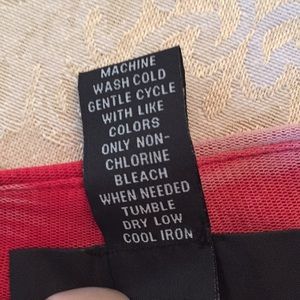 MACHINE
WASH COLD
GENTLE CYCLE
WITH LIKE
COLORS
ONLY NON-
CHLORINE
BLEACH
WHEN NEEDED
TUMBLE
DRY LOW
COOL IRON